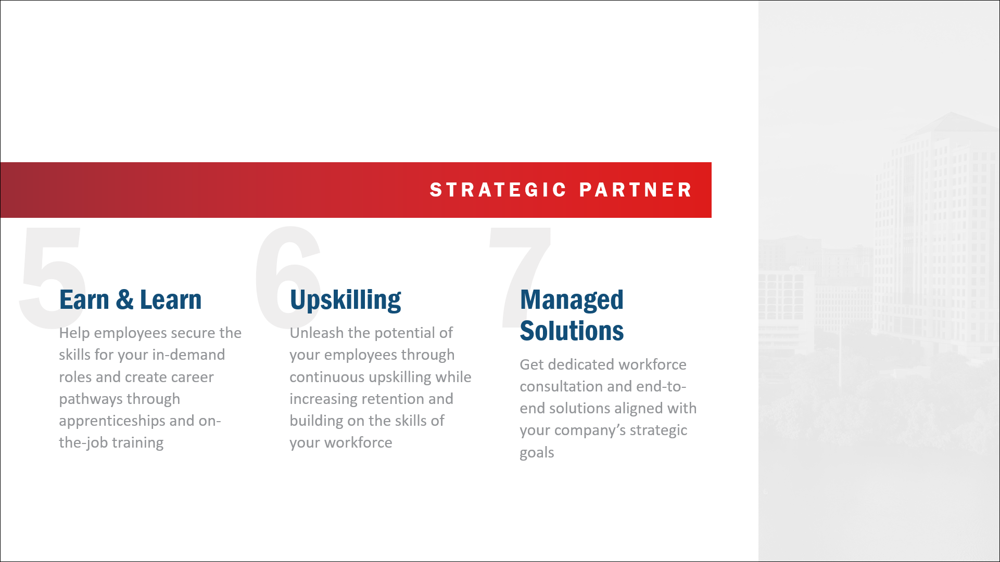 STRATEGIC PARTNER
5
Earn & Learn
Help employees secure the
skills for your in-demand
roles and create career
pathways through
apprenticeships and on-
the-job training
6
Upskilling
Unleash the potential of
your employees through
continuous upskilling while
increasing retention and
building on the skills of
your workforce
7
Managed
Solutions
Get dedicated workforce
consultation and end-to-
end solutions aligned with
your company’s strategic
goals